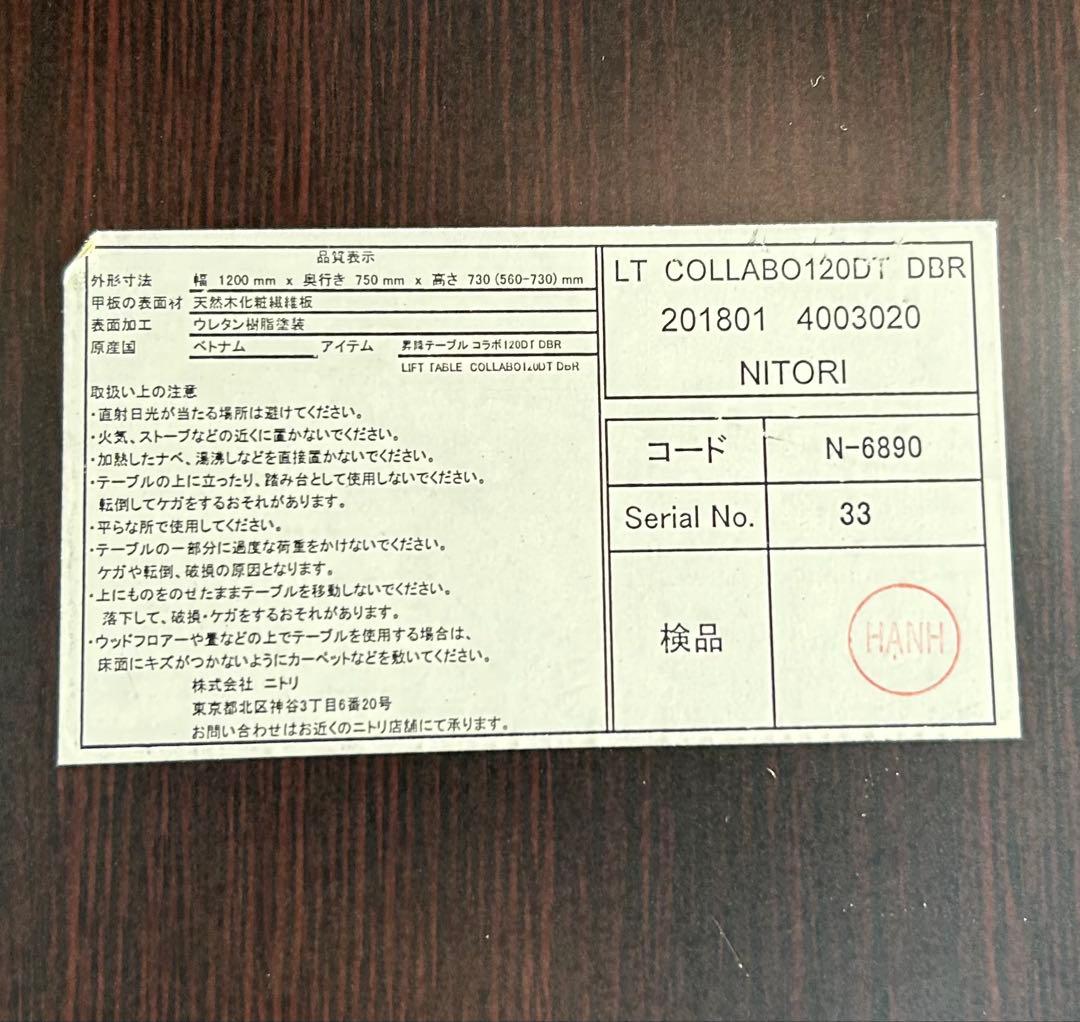 品質表示
外形寸法 幅 1200 mm x 奥行き 750 mm x 高さ 730 (560-730) mm
甲板の表面材 天然木化粧繊維板
表面加工 ウレタン樹脂塗装
原産国 ベトナム アイテム 昇降テーブル コラボ120DT DBR
LIFT TABLE COLLABO120DT DBR
取扱い上の注意
・直射日光が当たる場所は避けてください。
・火気、ストーブなどの近くに置かないでください。
・加熱したナベ、湯沸しなどを直接置かないでください。
・テーブルの上に立ったり、踏み台として使用しないでください。
転倒してケガをするおそれがあります。
・平らな所で使用してください。
・テーブルの一部分に過度な荷重をかけないでください。
ケガや転倒、破損の原因となります。
・上にものをのせたままテーブルを移動しないでください。
落下して、破損・ケガをするおそれがあります。
・ウッドフロアーや畳などの上でテーブルを使用する場合は、
床面にキズがつかないようにカーペットなどを敷いてください。
株式会社 ニトリ
東京都北区神谷3丁目6番20号
お問い合わせはお近くのニトリ店舗にて承ります。
LT COLLABO120DT DBR
201801 4003020
NITORI
コード N-6890
Serial No. 33
検品 HẠNH